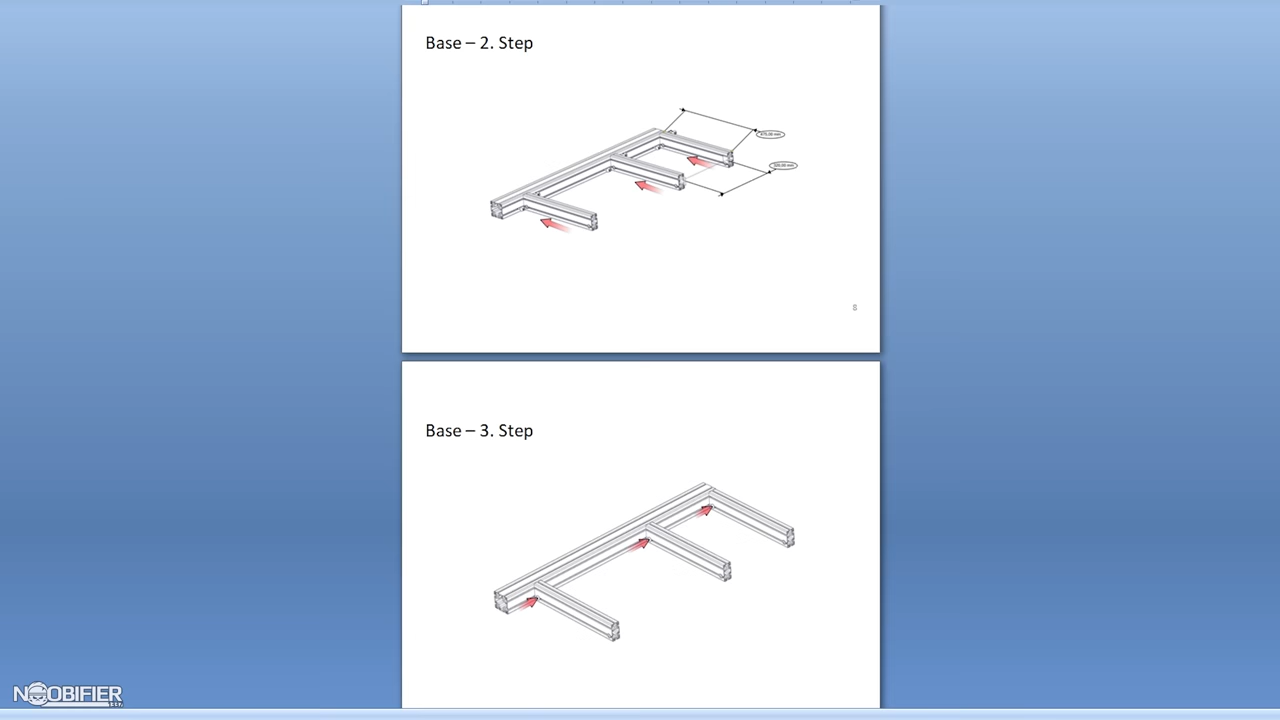 Base – 2. Step
8
Base – 3. Step
NOOBIFIER